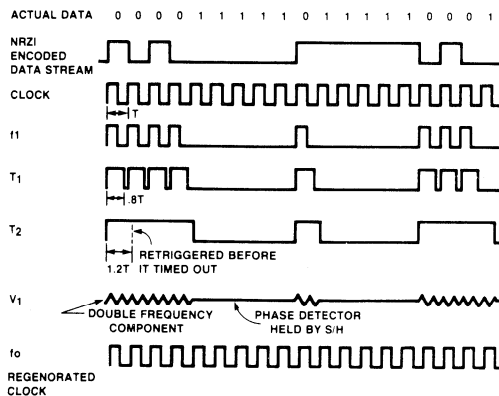 ACTUAL DATA 0 0 0 0 1 1 1 1 1 0 1 1 1 1 1 0 0 0 1
NRZI
ENCODED
DATA STREAM
CLOCK
T
f1
T1
.8T
T2
1.2T
RETRIGGERED BEFORE
IT TIMED OUT
V1
DOUBLE FREQUENCY
COMPONENT
PHASE DETECTOR
HELD BY S/H
fo
REGENORATED
CLOCK